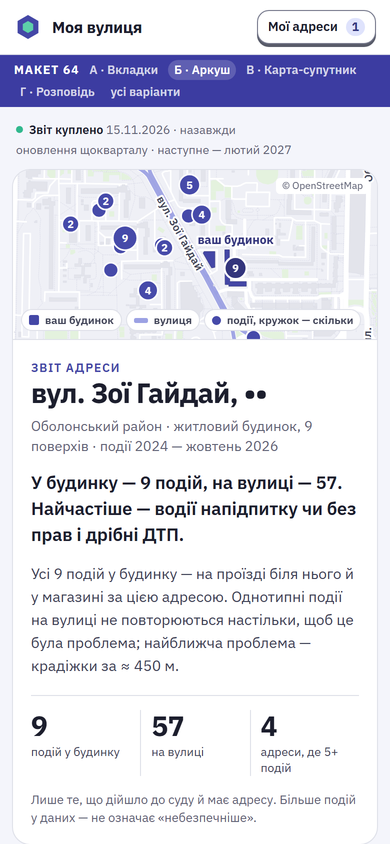 Моя вулиця
Мої адреси 1
МАКЕТ 64 А · Вкладки Б · Аркуш В · Карта-супутник
Г · Розповідь усі варіанти
Звіт куплено 15.11.2026 · назавжди
оновлення щокварталу · наступне — лютий 2027
© OpenStreetMap
5
2
4
2
вул. Зої Гайдай
9
2
ваш будинок
9
4
ваш будинок
вулиця
події, кружок — скільки
ЗВІТ АДРЕСИ
вул. Зої Гайдай, ••
Оболонський район · житловий будинок, 9
поверхів · події 2024 — жовтень 2026
У будинку — 9 подій, на вулиці — 57.
Найчастіше — водії напідпитку чи без
прав і дрібні ДТП.
Усі 9 подій у будинку — на проїзді біля нього й
у магазині за цією адресою. Однотипні події
на вулиці не повторюються настільки, щоб це
була проблема; найближча проблема —
крадіжки за ≈ 450 м.
9
подій у будинку
57
на вулиці
4
адреси, де 5+
подій
Лише те, що дійшло до суду й має адресу. Більше подій
у даних — не означає «небезпечніше».